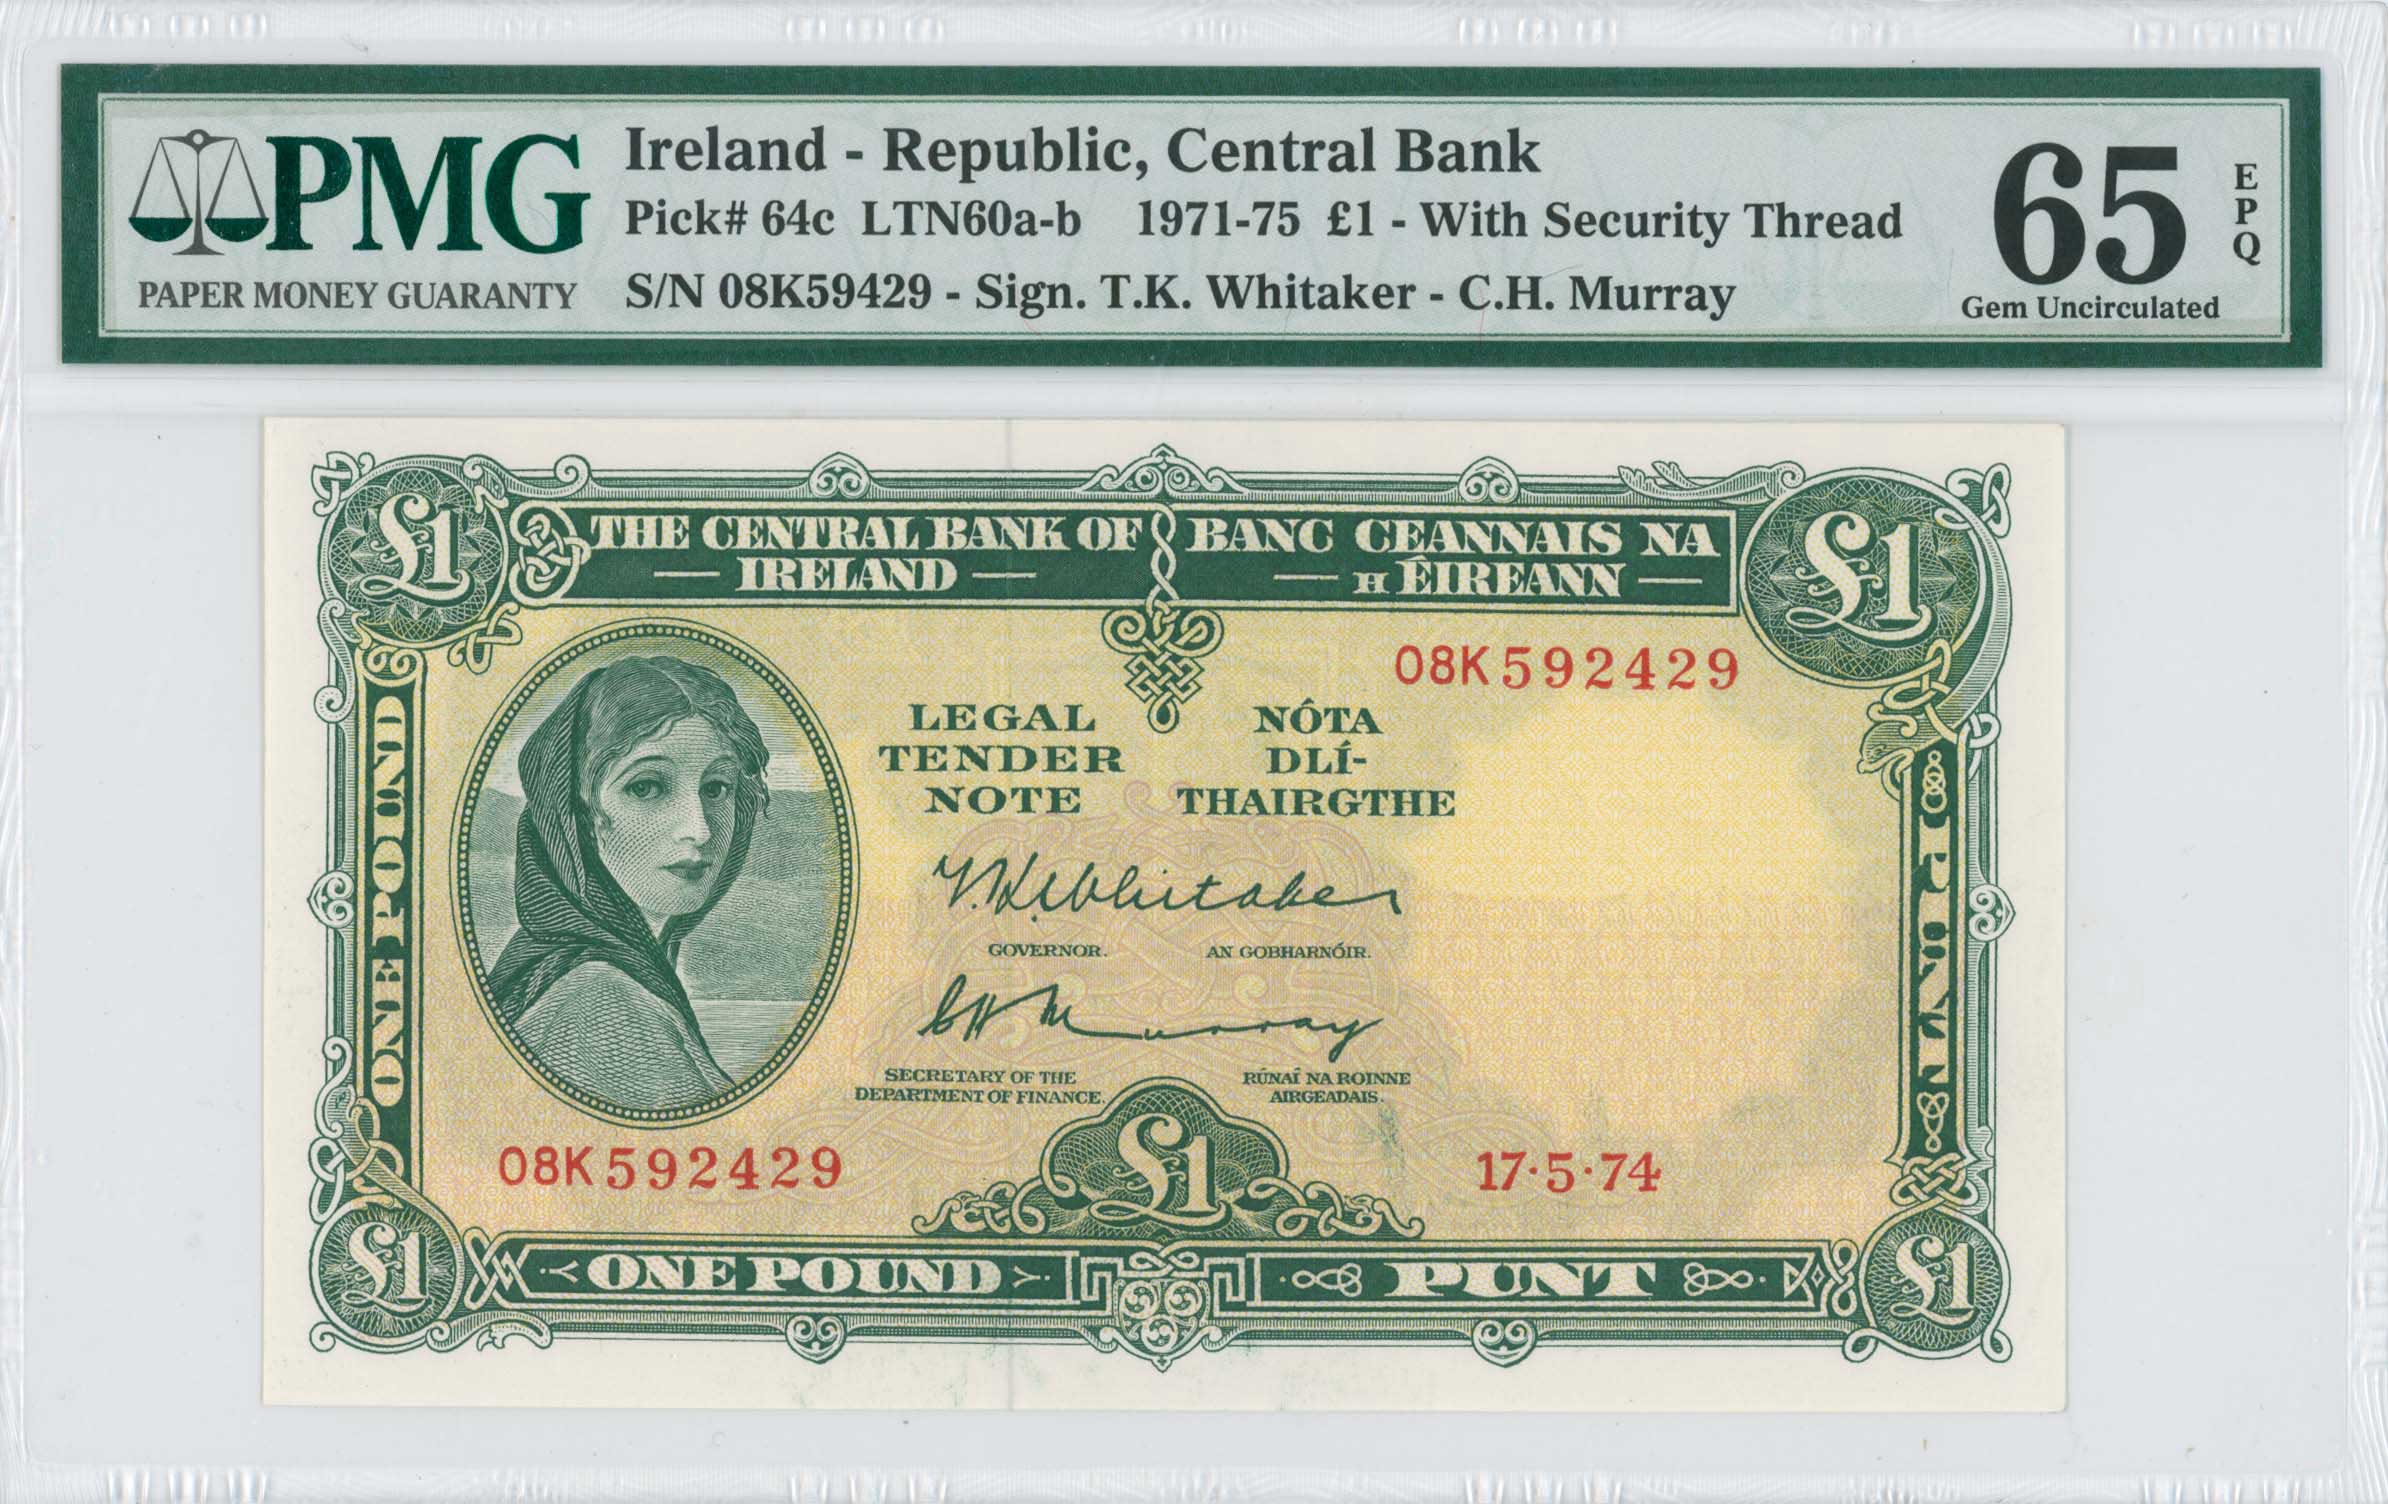 PMG
PAPER MONEY GUARANTY
Ireland - Republic, Central Bank
Pick# 64c LTN60a-b 1971-75 £1 - With Security Thread
S/N 08K59429 - Sign. T.K. Whitaker - C.H. Murray
65
EPQ
Gem Uncirculated
£1
THE CENTRAL BANK OF
IRELAND
BANC CEANNAIS NA
H ÉIREANN
£1
08K592429
LEGAL
TENDER
NOTE
NÓTA
DLÍ-
THAIRGTHE
ONE POUND
PUNT
T.K. Whitaker
GOVERNOR. AN GOBHARNÓIR.
C H Murray
SECRETARY OF THE
DEPARTMENT OF FINANCE.
RÚNAÍ NA ROINNE
AIRGEADAIS.
08K592429
£1
17·5·74
£1
ONE POUND
PUNT
£1